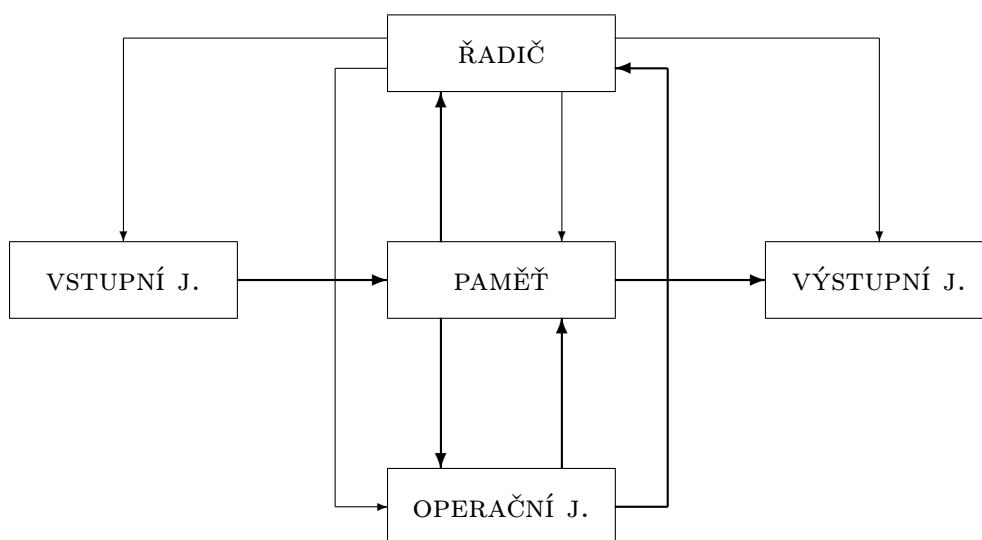 ŘADIČ
VSTUPNÍ J.
PAMĚŤ
VÝSTUPNÍ J.
OPERAČNÍ J.